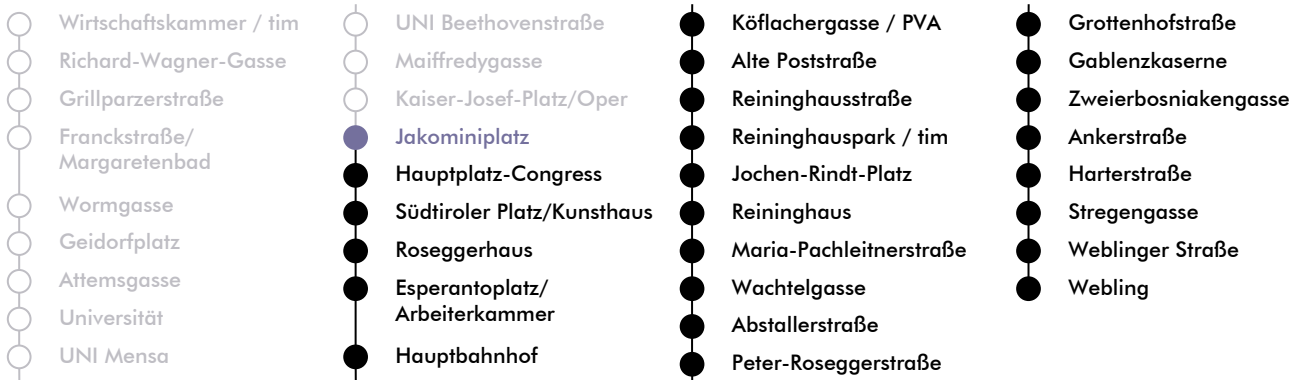 Wirtschaftskammer / tim
Richard-Wagner-Gasse
Grillparzerstraße
Franckstraße/
Margaretenbad
Wormgasse
Geidorfplatz
Attemsgasse
Universität
UNI Mensa
UNI Beethovenstraße
Maiffredygasse
Kaiser-Josef-Platz/Oper
Jakominiplatz
Hauptplatz-Congress
Südtiroler Platz/Kunsthaus
Roseggerhaus
Esperantoplatz/
Arbeiterkammer
Hauptbahnhof
Köflachergasse / PVA
Alte Poststraße
Reininghausstraße
Reininghauspark / tim
Jochen-Rindt-Platz
Reininghaus
Maria-Pachleitnerstraße
Wachtelgasse
Abstallerstraße
Peter-Roseggerstraße
Grottenhofstraße
Gablenzkaserne
Zweierbosniakengasse
Ankerstraße
Harterstraße
Stregengasse
Weblinger Straße
Webling